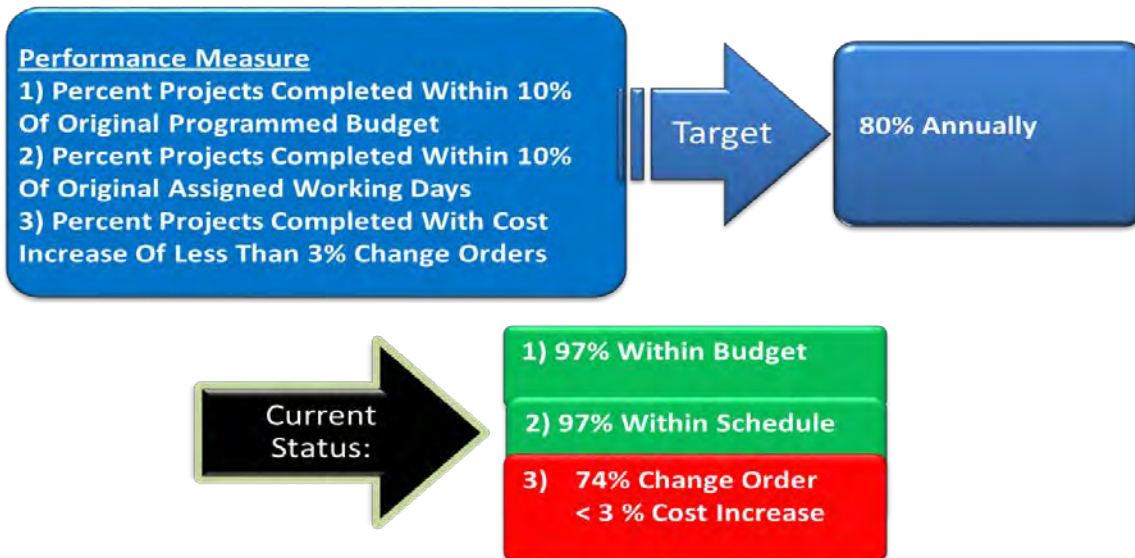 Performance Measure
1) Percent Projects Completed Within 10%
Of Original Programmed Budget
2) Percent Projects Completed Within 10%
Of Original Assigned Working Days
3) Percent Projects Completed With Cost
Increase Of Less Than 3% Change Orders
Target
80% Annually
Current
Status:
1) 97% Within Budget
2) 97% Within Schedule
3) 74% Change Order
< 3 % Cost Increase